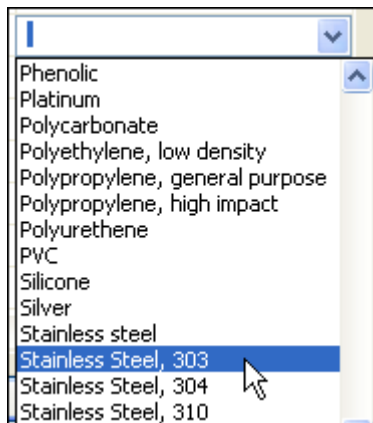 Phenolic
Platinum
Polycarbonate
Polyethylene, low density
Polypropylene, general purpose
Polypropylene, high impact
Polyurethene
PVC
Silicone
Silver
Stainless steel
Stainless Steel, 303
Stainless Steel, 304
Stainless Steel, 310